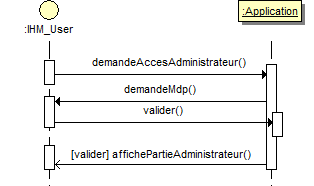 :Application
:IHM_User
demandeAccesAdministrateur()
demandeMdp()
valider()
[valider] affichePartieAdministrateur()